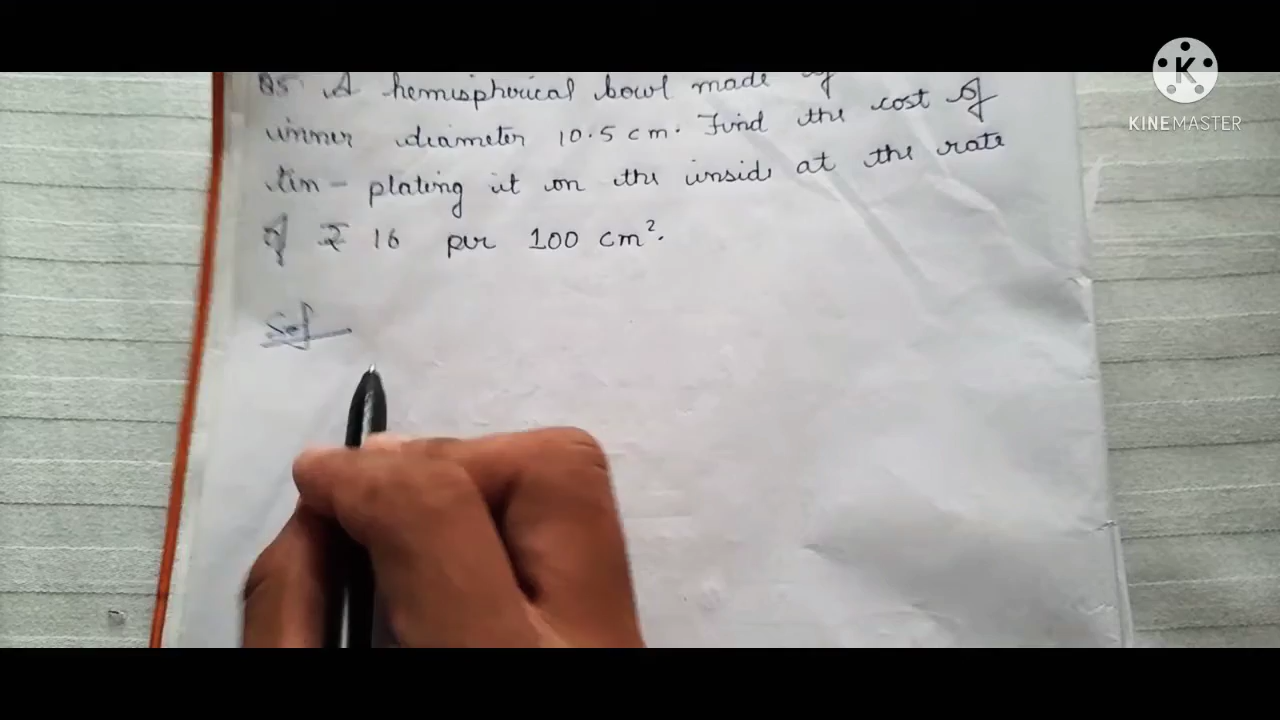 Q5. A hemispherical bowl made of
inner diameter 10.5 cm. Find the cost of
tin - plating it on the inside at the rate
of ₹ 16 per 100 cm².
Sol
K
KINEMASTER